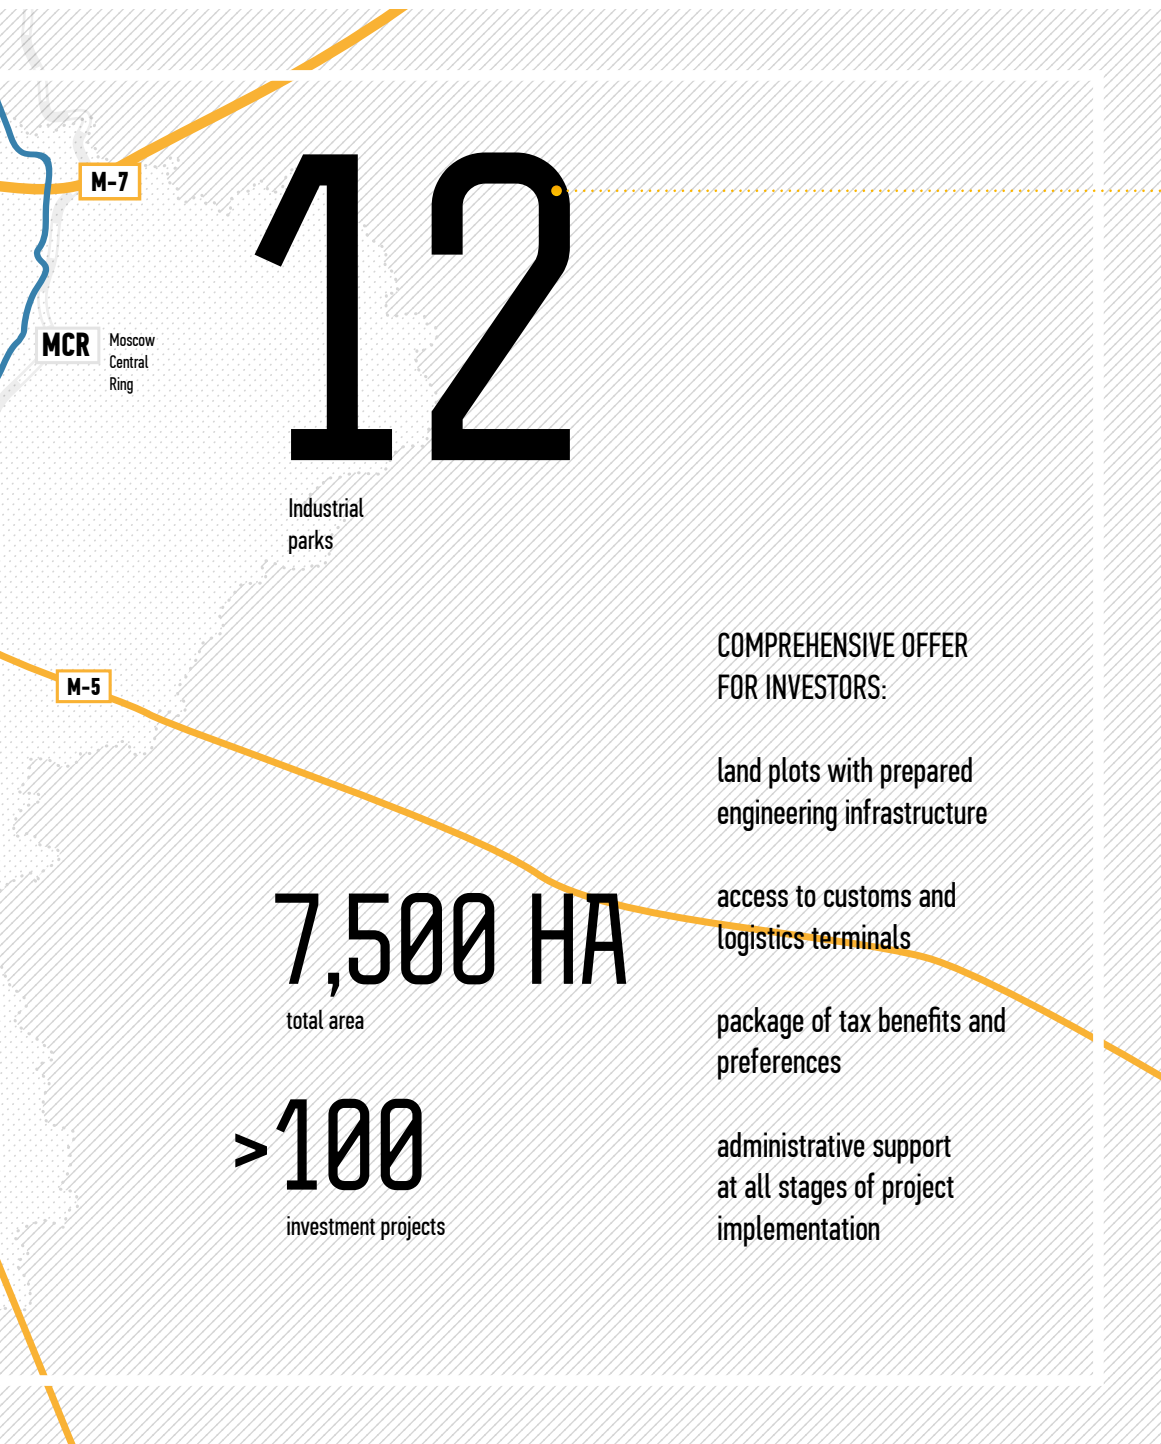 M-7
12
MCR
Moscow
Central
Ring
Industrial
parks
M-5
7,500 HA
total area
>100
investment projects
COMPREHENSIVE OFFER
FOR INVESTORS:
land plots with prepared
engineering infrastructure
access to customs and
logistics terminals
package of tax benefits and
preferences
administrative support
at all stages of project
implementation